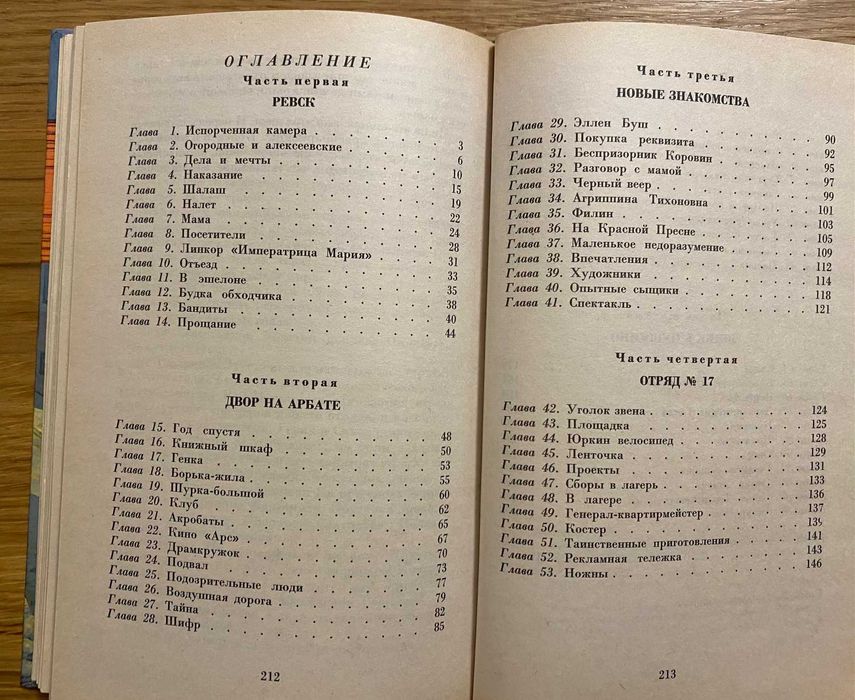 ОГЛАВЛЕНИЕ
Часть первая
РЕВСК
Глава 1. Испорченная камера . . . . . . . . 3
Глава 2. Огородные и алексеевские . . . . . . . . 6
Глава 3. Дела и мечты . . . . . . . . 10
Глава 4. Наказание . . . . . . . . 15
Глава 5. Шалаш . . . . . . . . 19
Глава 6. Налет . . . . . . . . 22
Глава 7. Мама . . . . . . . . 24
Глава 8. Посетители . . . . . . . . 28
Глава 9. Линкор «Императрица Мария» . . . . . . . . 31
Глава 10. Отъезд . . . . . . . . 33
Глава 11. В эшелоне . . . . . . . . 35
Глава 12. Будка обходчика . . . . . . . . 38
Глава 13. Бандиты . . . . . . . . 40
Глава 14. Прощание . . . . . . . . 44
Часть вторая
ДВОР НА АРБАТЕ
Глава 15. Год спустя . . . . . . . . 48
Глава 16. Книжный шкаф . . . . . . . . 50
Глава 17. Генка . . . . . . . . 53
Глава 18. Борька-жила . . . . . . . . 55
Глава 19. Шурка-большой . . . . . . . . 60
Глава 20. Клуб . . . . . . . . 62
Глава 21. Акробаты . . . . . . . . 65
Глава 22. Кино «Арс» . . . . . . . . 67
Глава 23. Драмкружок . . . . . . . . 70
Глава 24. Подвал . . . . . . . . 73
Глава 25. Подозрительные люди . . . . . . . . 77
Глава 26. Воздушная дорога . . . . . . . . 79
Глава 27. Тайна . . . . . . . . 82
Глава 28. Шифр . . . . . . . . 85
212
Часть третья
НОВЫЕ ЗНАКОМСТВА
Глава 29. Эллен Буш . . . . . . . . 90
Глава 30. Покупка реквизита . . . . . . . . 92
Глава 31. Беспризорник Коровин . . . . . . . . 95
Глава 32. Разговор с мамой . . . . . . . . 97
Глава 33. Черный веер . . . . . . . . 99
Глава 34. Агриппина Тихоновна . . . . . . . . 101
Глава 35. Филин . . . . . . . . 103
Глава 36. На Красной Пресне . . . . . . . . 105
Глава 37. Маленькое недоразумение . . . . . . . . 109
Глава 38. Впечатления . . . . . . . . 112
Глава 39. Художники . . . . . . . . 114
Глава 40. Опытные сыщики . . . . . . . . 118
Глава 41. Спектакль . . . . . . . . 121
Часть четвертая
ОТРЯД № 17
Глава 42. Уголок звена . . . . . . . . 124
Глава 43. Площадка . . . . . . . . 125
Глава 44. Юркин велосипед . . . . . . . . 128
Глава 45. Ленточка . . . . . . . . 129
Глава 46. Проекты . . . . . . . . 131
Глава 47. Сборы в лагерь . . . . . . . . 133
Глава 48. В лагере . . . . . . . . 136
Глава 49. Генерал-квартирмейстер . . . . . . . . 137
Глава 50. Костер . . . . . . . . 139
Глава 51. Таинственные приготовления . . . . . . . . 141
Глава 52. Рекламная тележка . . . . . . . . 143
Глава 53. Ножны . . . . . . . . 146
213